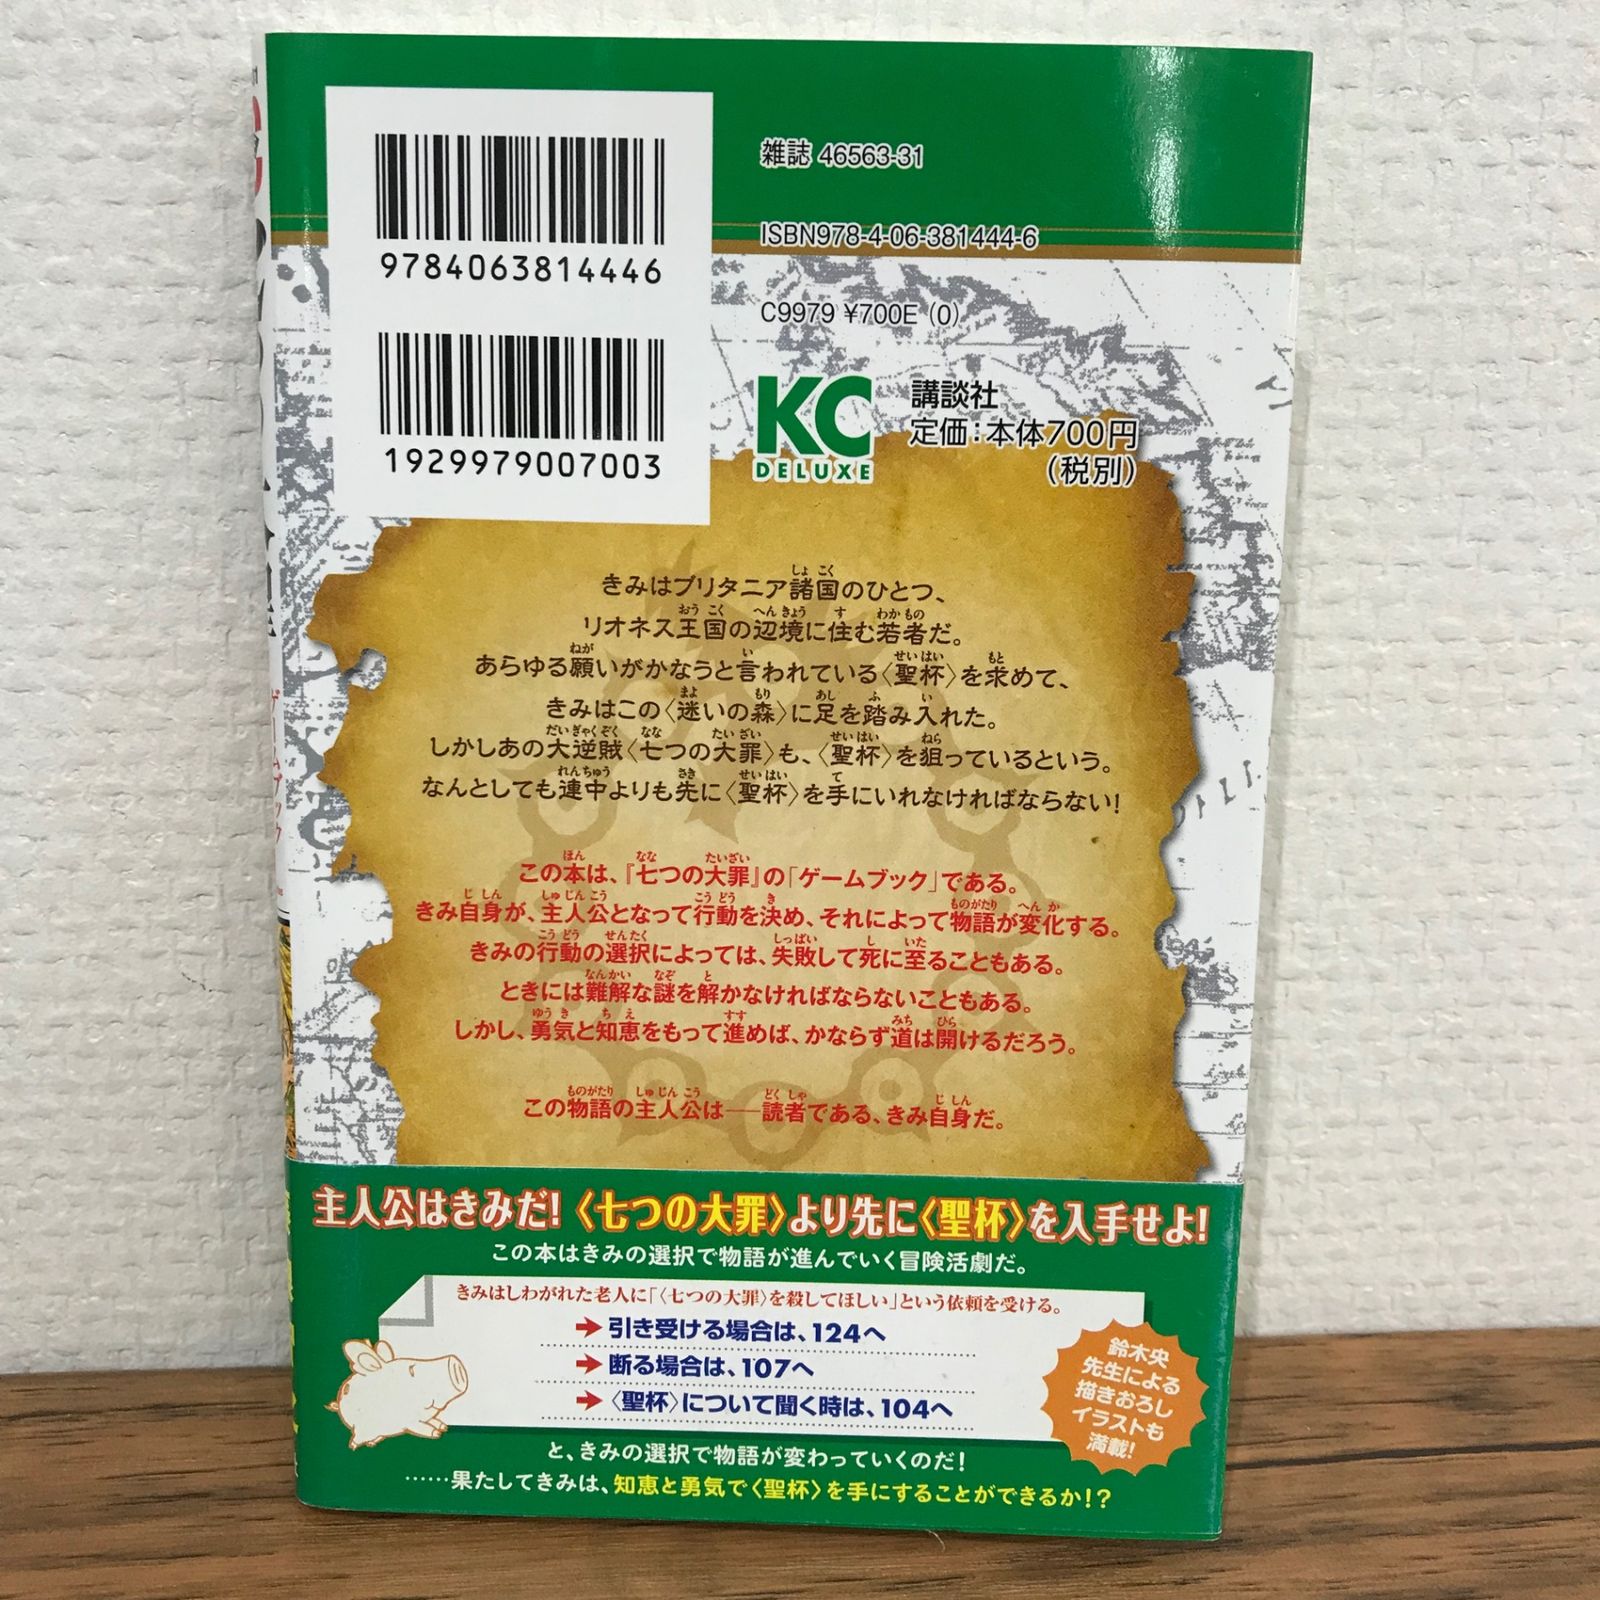 9784063814446
1929979007003
雑誌 46563-31
ISBN978-4-06-381444-6
C9979 ¥700E (0)
KC
DELUXE
講談社
定価：本体700円
（税別）
きみはブリタニア諸国のひとつ、
リオネス王国の辺境に住む若者だ。
あらゆる願いがかなうと言われている〈聖杯〉を求めて、
きみはこの〈迷いの森〉に足を踏み入れた。
しかしあの大逆賊〈七つの大罪〉も、〈聖杯〉を狙っているという。
なんとしても連中よりも先に〈聖杯〉を手にいれなければならない！
この本は、『七つの大罪』の「ゲームブック」である。
きみ自身が、主人公となって行動を決め、それによって物語が変化する。
きみの行動の選択によっては、失敗して死に至ることもある。
ときには難解な謎を解かなければならないこともある。
しかし、勇気と知恵をもって進めば、かならず道は開けるだろう。
この物語の主人公は──読者である、きみ自身だ。
主人公はきみだ！〈七つの大罪〉より先に〈聖杯〉を入手せよ！
この本はきみの選択で物語が進んでいく冒険活劇だ。
きみはしわがれた老人に「〈七つの大罪〉を殺してほしい」という依頼を受ける。
➔ 引き受ける場合は、124へ
➔ 断る場合は、107へ
➔ 〈聖杯〉について聞く時は、104へ
と、きみの選択で物語が変わっていくのだ！
……果たしてきみは、知恵と勇気で〈聖杯〉を手にすることができるか！？
鈴木央
先生による
描きおろし
イラストも
満載！
ゲームブック